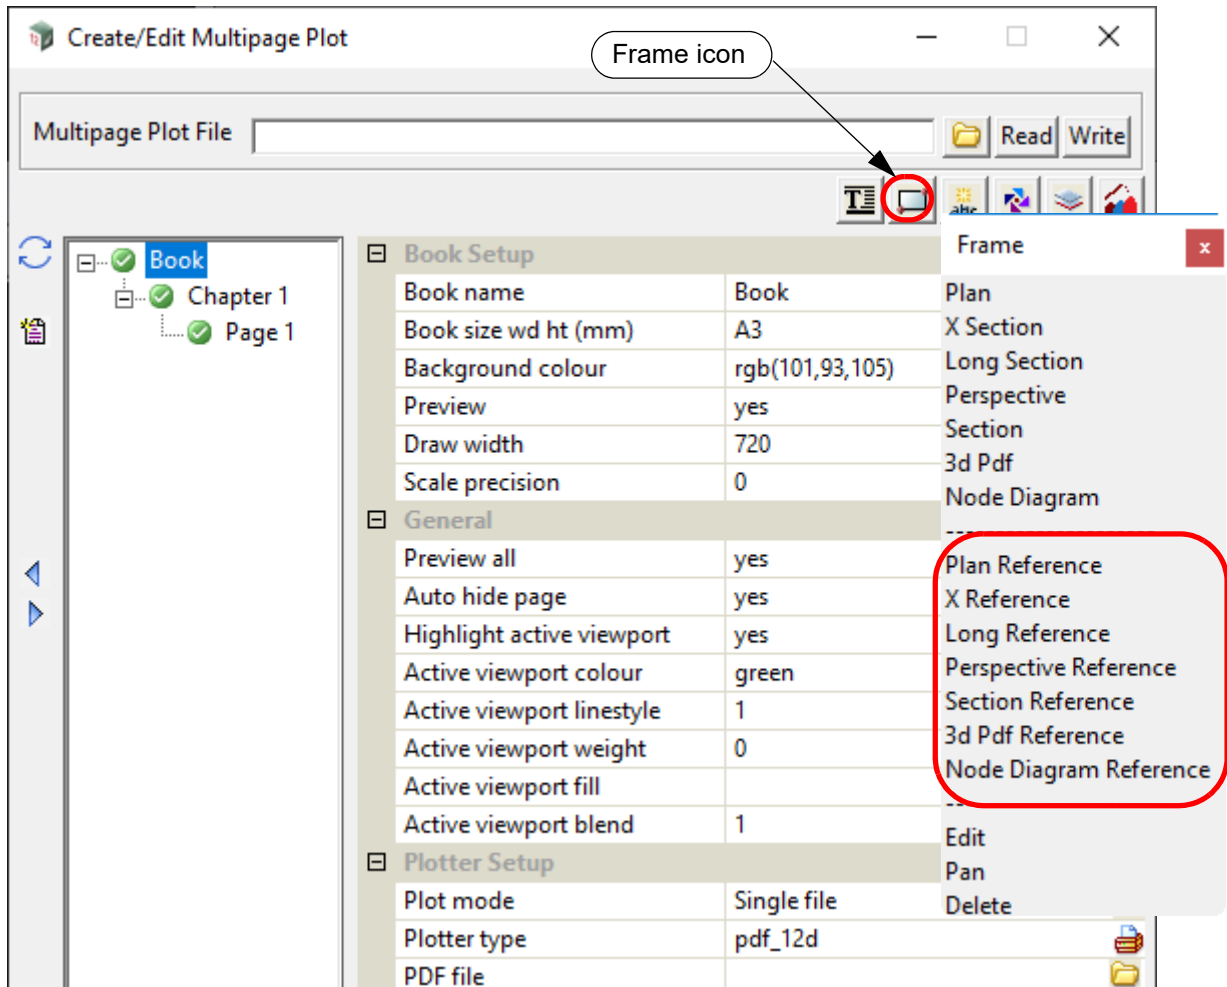 Create/Edit Multipage Plot
Frame icon
Multipage Plot File
Read
Write
T
abc
Book
Chapter 1
Page 1
Book Setup
Book name Book
Book size wd ht (mm) A3
Background colour rgb(101,93,105)
Preview yes
Draw width 720
Scale precision 0
General
Preview all yes
Auto hide page yes
Highlight active viewport yes
Active viewport colour green
Active viewport linestyle 1
Active viewport weight 0
Active viewport fill
Active viewport blend 1
Plotter Setup
Plot mode Single file
Plotter type pdf_12d
PDF file
Frame x
Plan
X Section
Long Section
Perspective
Section
3d Pdf
Node Diagram
Plan Reference
X Reference
Long Reference
Perspective Reference
Section Reference
3d Pdf Reference
Node Diagram Reference
Edit
Pan
Delete